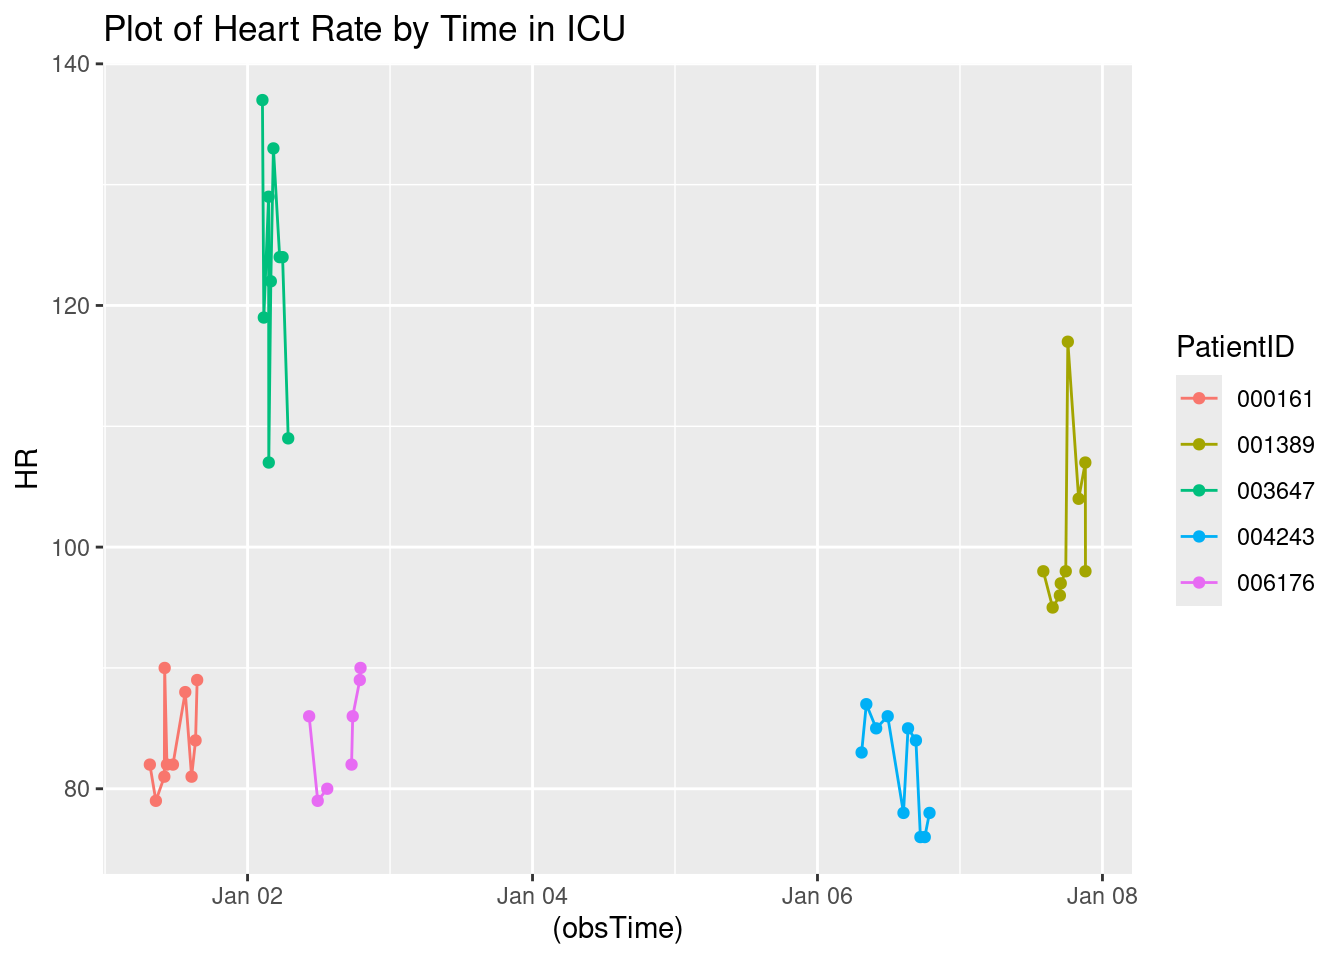 Plot of Heart Rate by Time in ICU
140
120
100
80
HR
Jan 02
Jan 04
Jan 06
Jan 08
(obsTime)
PatientID
000161
001389
003647
004243
006176